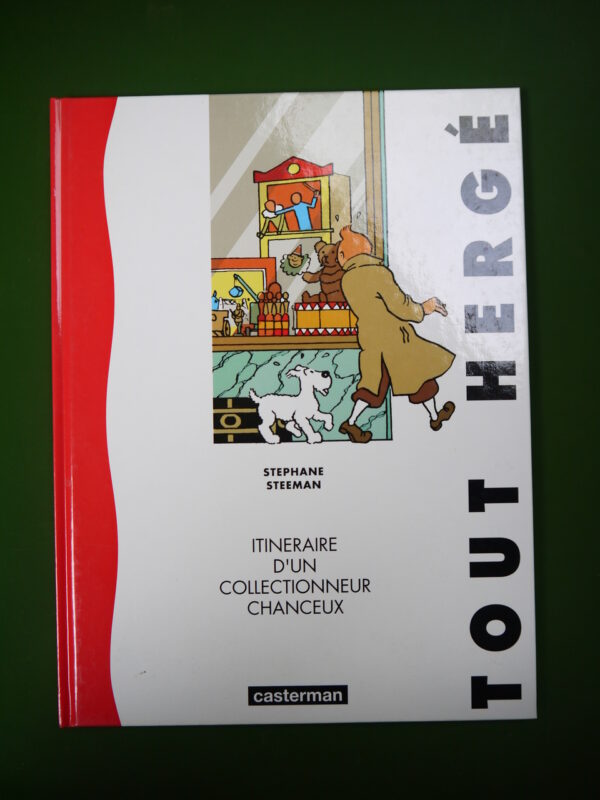 TOUT HERGÉ
STEPHANE
STEEMAN
ITINERAIRE
D'UN
COLLECTIONNEUR
CHANCEUX
casterman